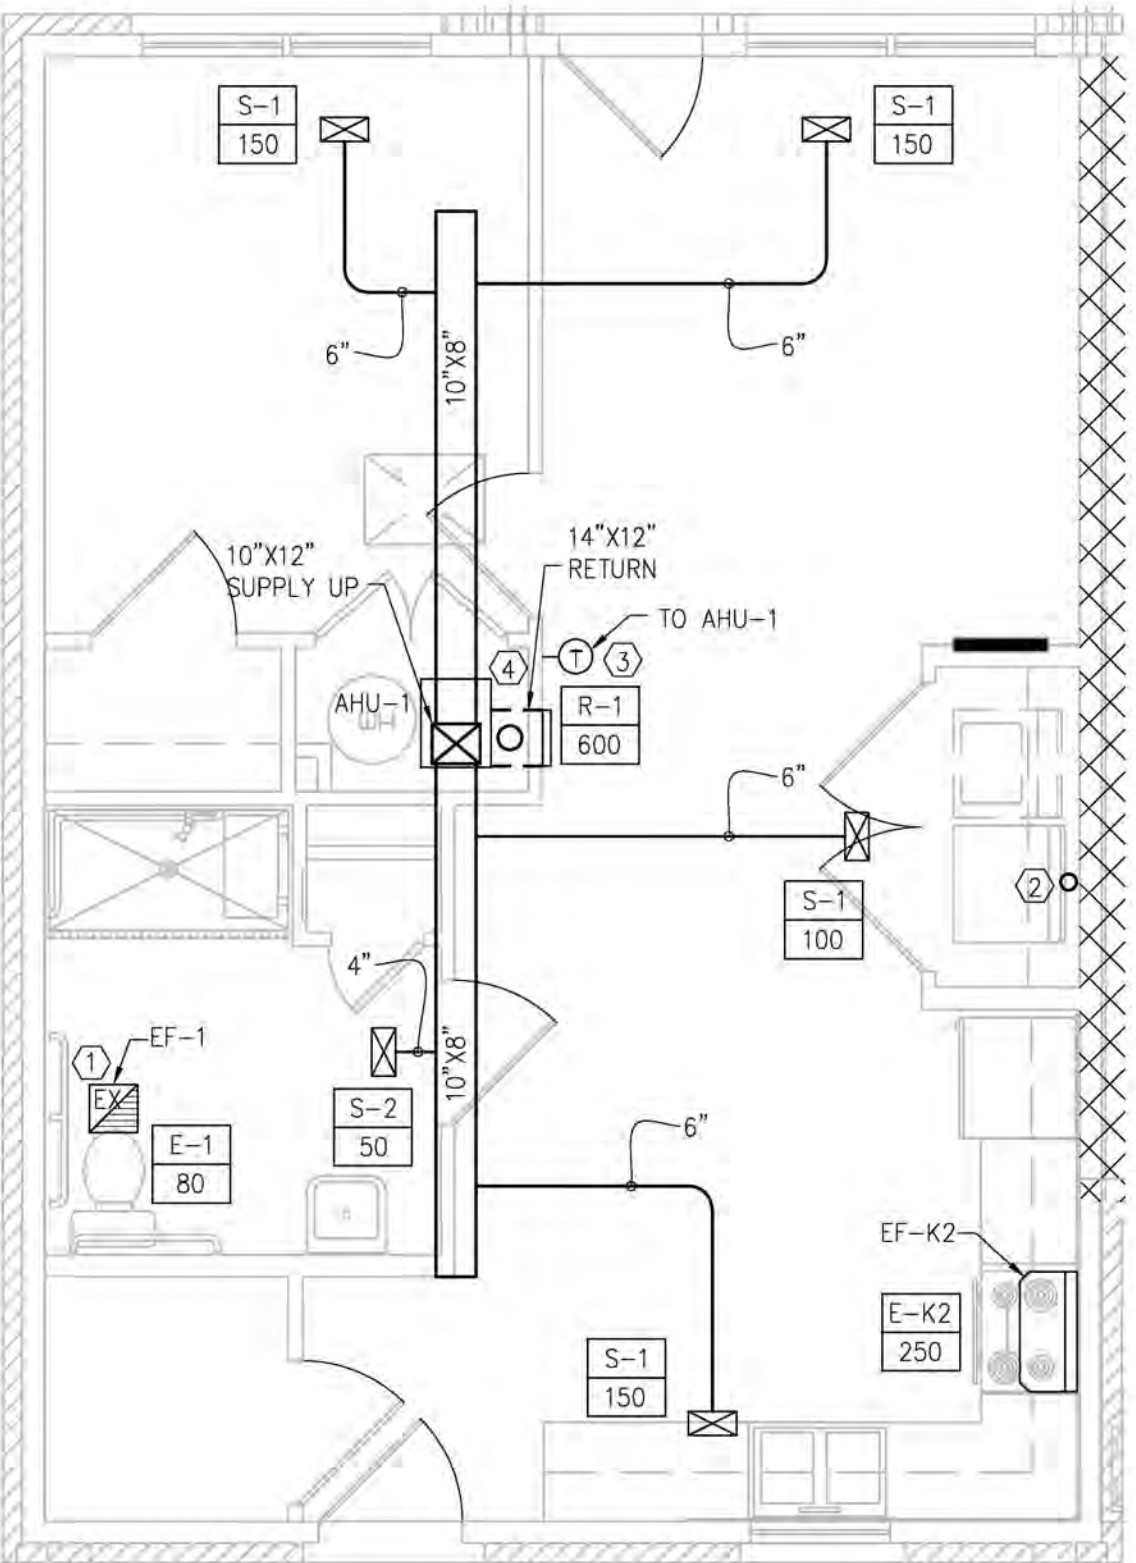 S-1
150
S-1
150
6"
10"X8"
6"
10"X12"
SUPPLY UP
14"X12"
RETURN
TO AHU-1
T
3
4
AHU-1
R-1
600
6"
S-1
100
2
4"
10"X8"
1
EF-1
EX
S-2
50
E-1
80
6"
EF-K2
E-K2
250
S-1
150